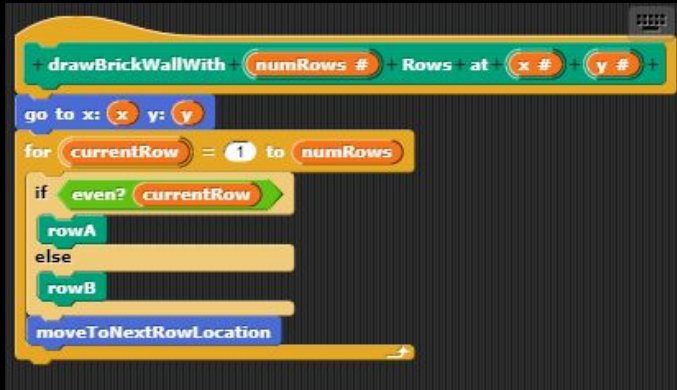 + drawBrickWallWith + numRows # + Rows + at + x # + y # +
go to x: x y: y
for currentRow = 1 to numRows
if even? currentRow
rowA
else
rowB
moveToNextRowLocation